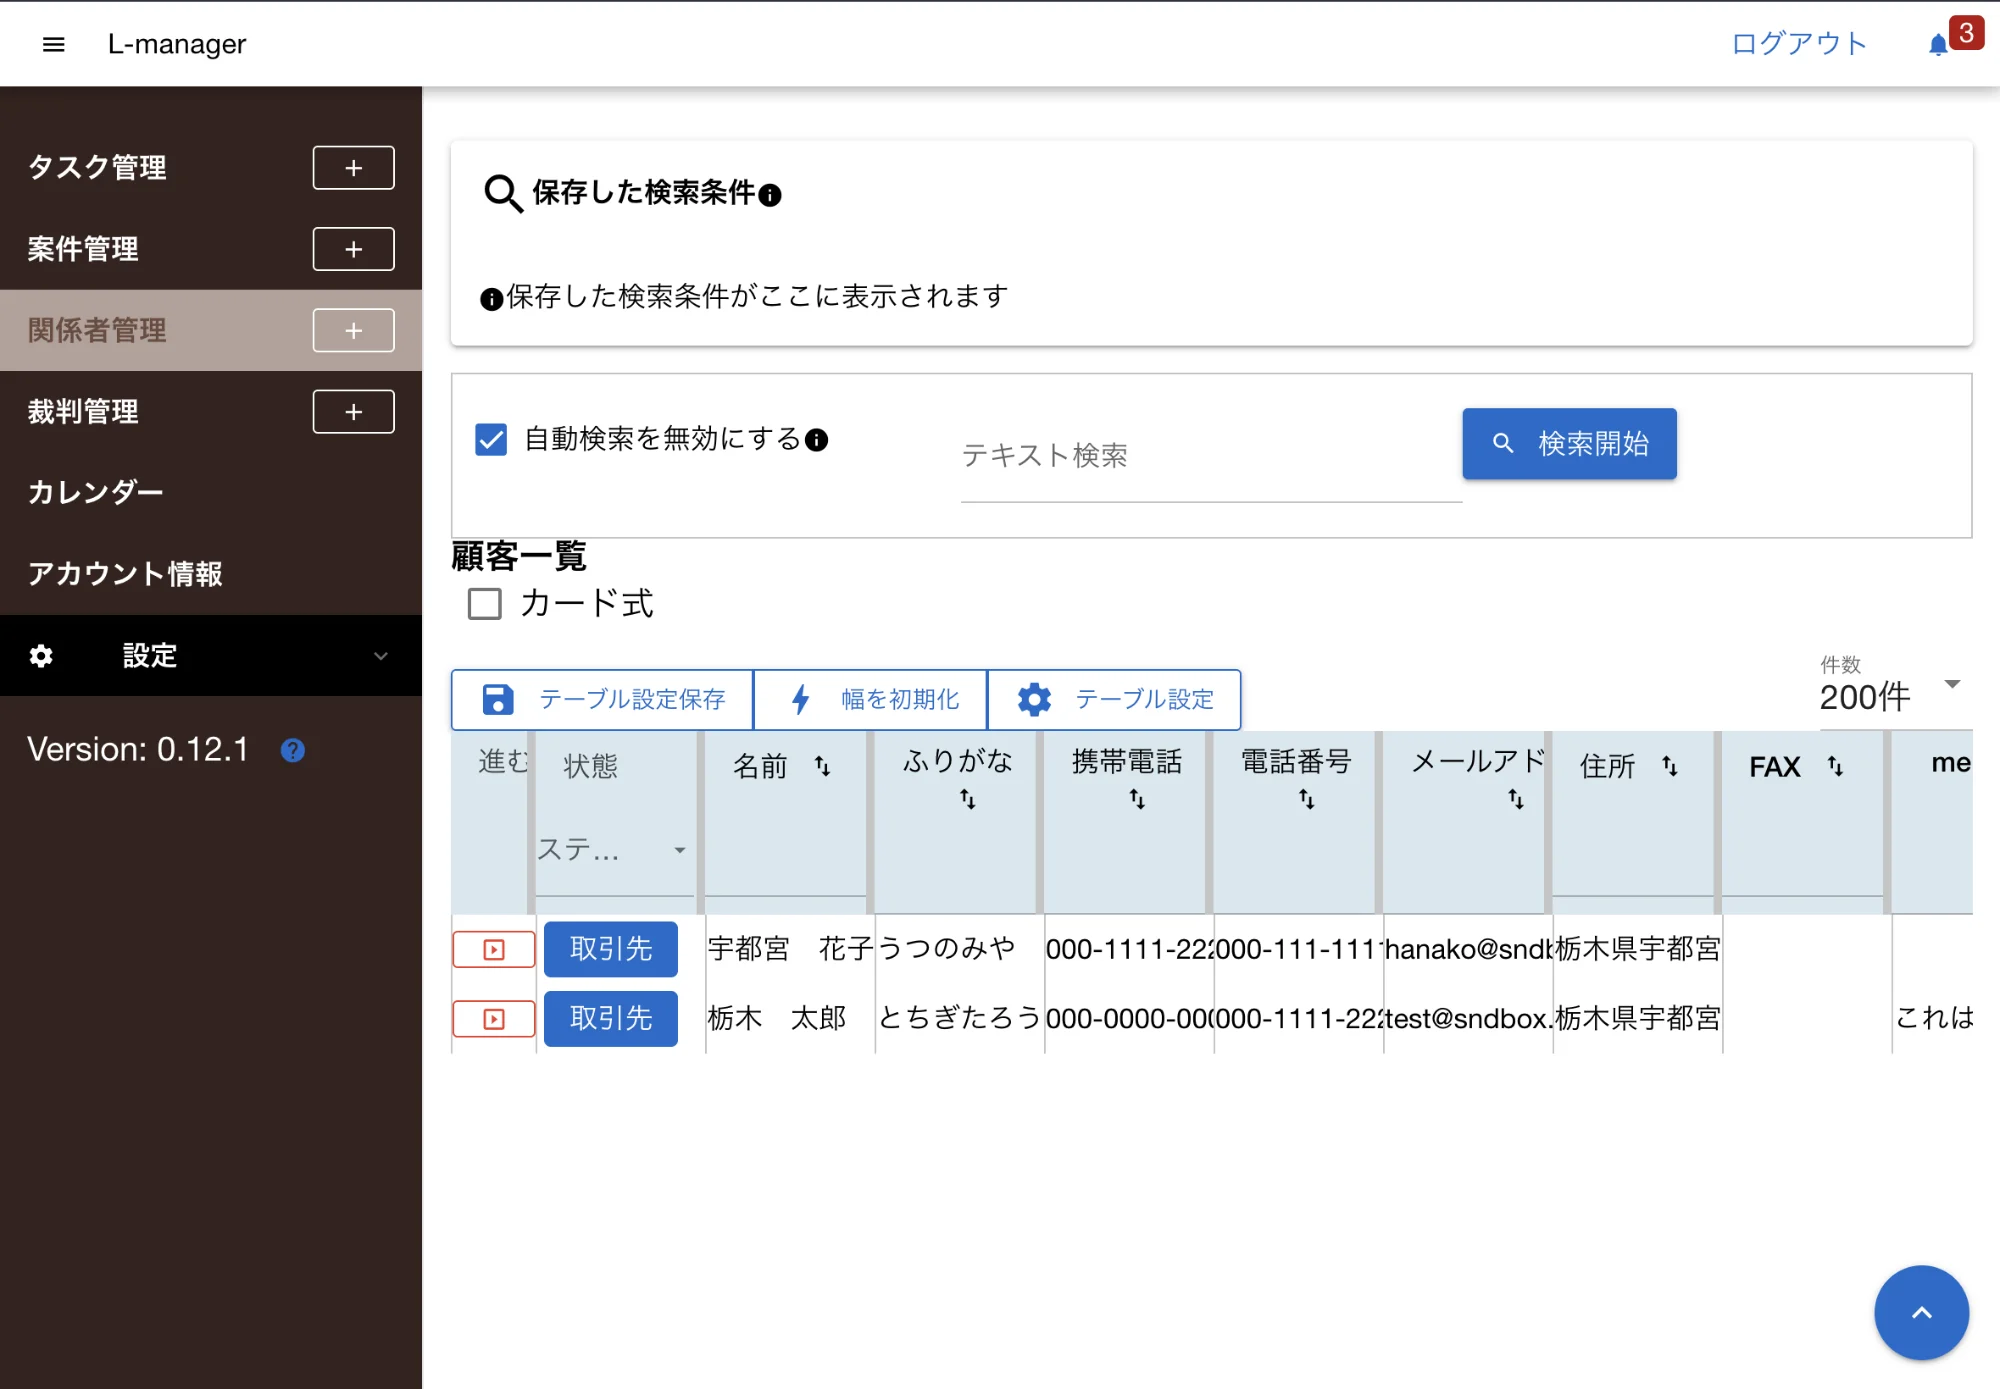 L-manager
ログアウト
3
タスク管理
案件管理
関係者管理
裁判管理
カレンダー
アカウント情報
設定
Version: 0.12.1
保存した検索条件
保存した検索条件がここに表示されます
自動検索を無効にする
テキスト検索
検索開始
顧客一覧
カード式
テーブル設定保存
幅を初期化
テーブル設定
件数
200件
進む 状態 名前 ふりがな 携帯電話 電話番号 メールアド 住所 FAX me
ステ...
取引先 宇都宮　花子 うつのみや 000-1111-222 000-111-1111 hanako@sndb 栃木県宇都宮
取引先 栃木　太郎 とちぎたろう 000-0000-000 000-1111-222 test@sndbox. 栃木県宇都宮 これは